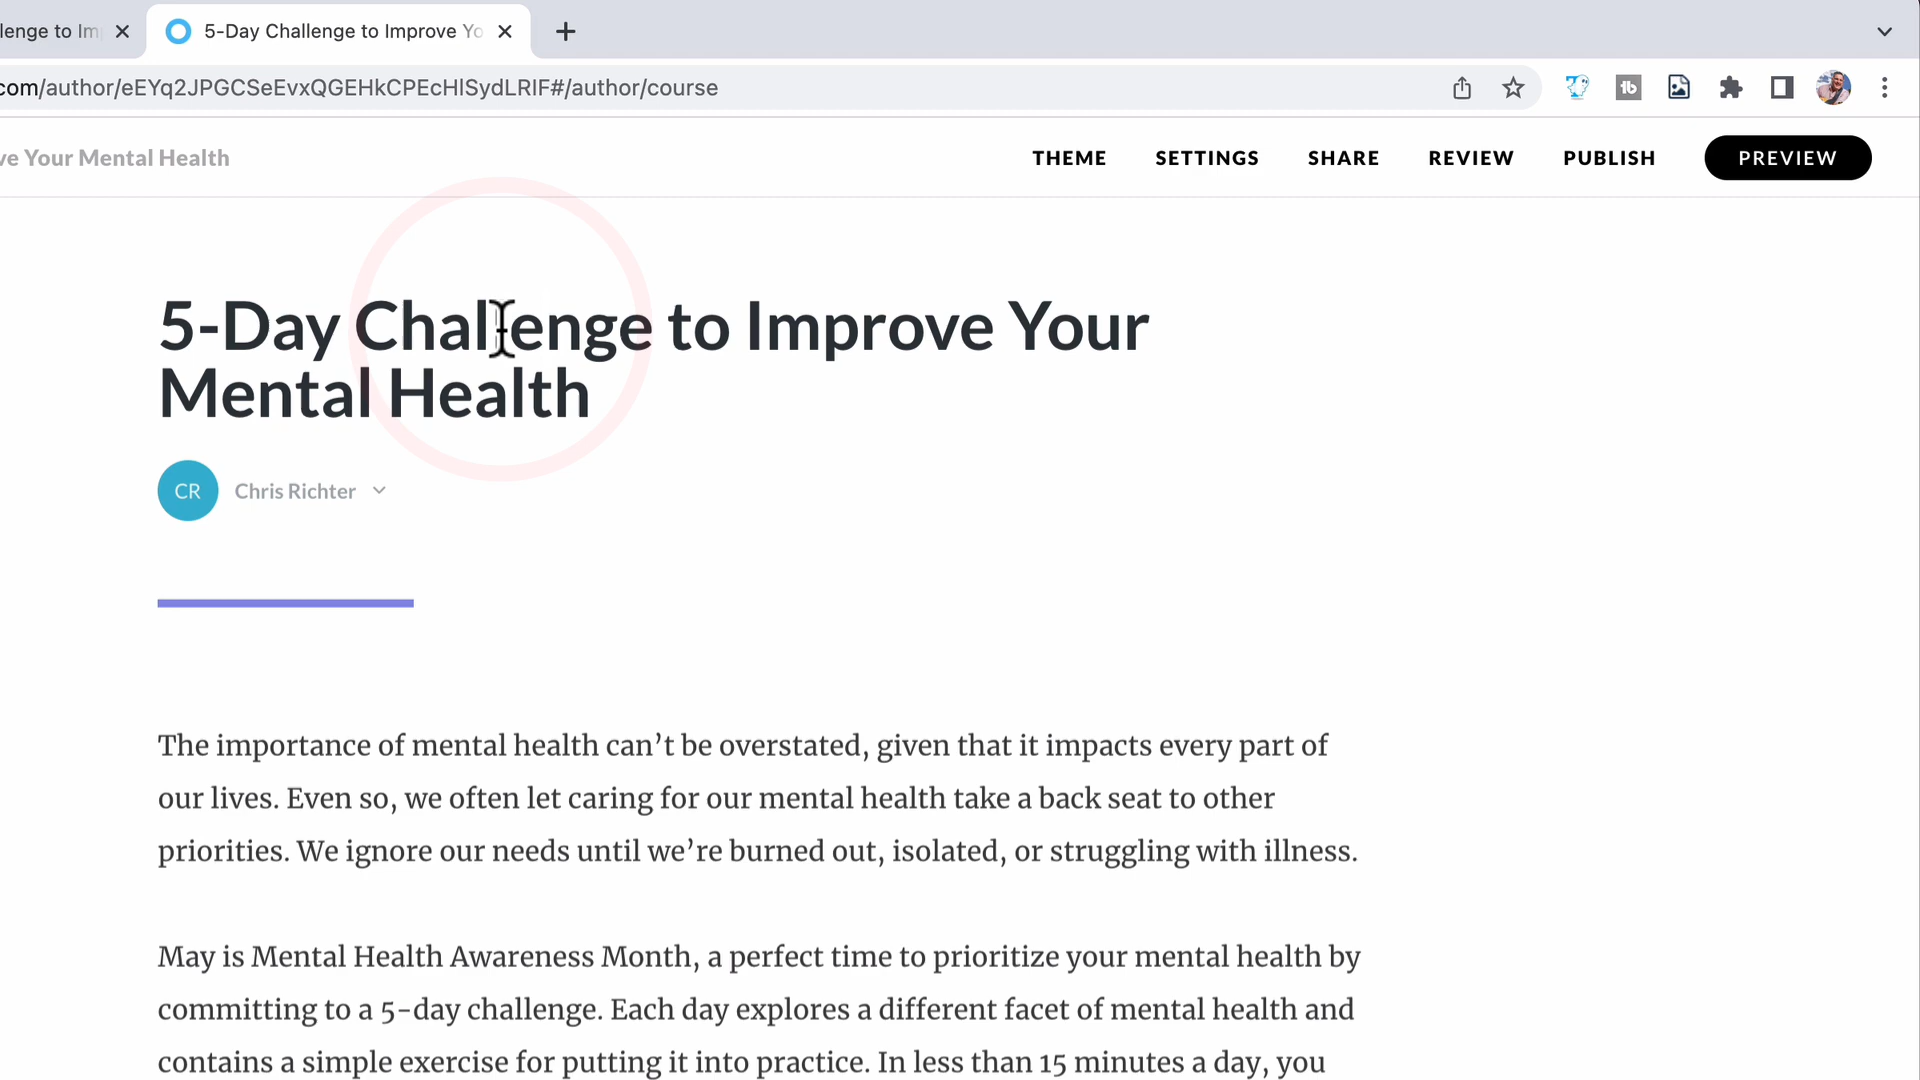 lenge to Im
5-Day Challenge to Improve Yo
com/author/eEYq2JPGCSeEvxQGEHkCPEcHISydLRIF#/author/course
ve Your Mental Health
THEME
SETTINGS
SHARE
REVIEW
PUBLISH
PREVIEW
5-Day Challenge to Improve Your
Mental Health
CR
Chris Richter
The importance of mental health can’t be overstated, given that it impacts every part of
our lives. Even so, we often let caring for our mental health take a back seat to other
priorities. We ignore our needs until we’re burned out, isolated, or struggling with illness.
May is Mental Health Awareness Month, a perfect time to prioritize your mental health by
committing to a 5-day challenge. Each day explores a different facet of mental health and
contains a simple exercise for putting it into practice. In less than 15 minutes a day, you